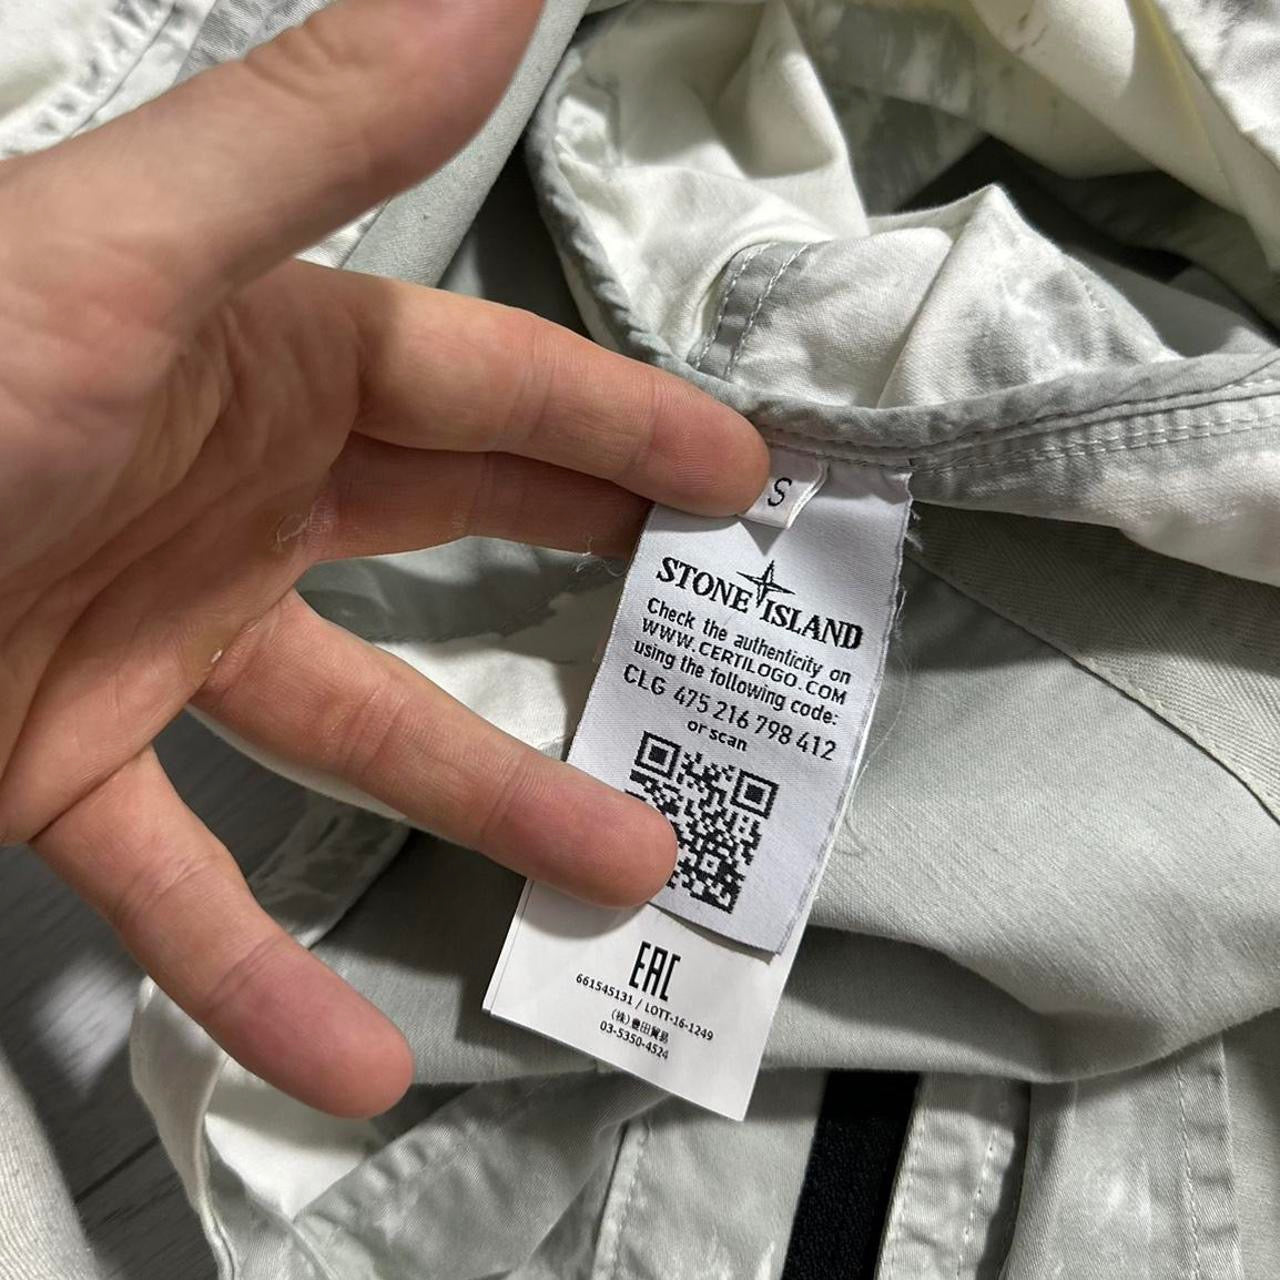 S
STONE ISLAND
Check the authenticity on
WWW.CERTILOGO.COM
using the following code:
CLG 475 216 798 412
or scan
EAC
661545131 / LOTT-16-1249
(株)豊田貿易
03-5350-4524